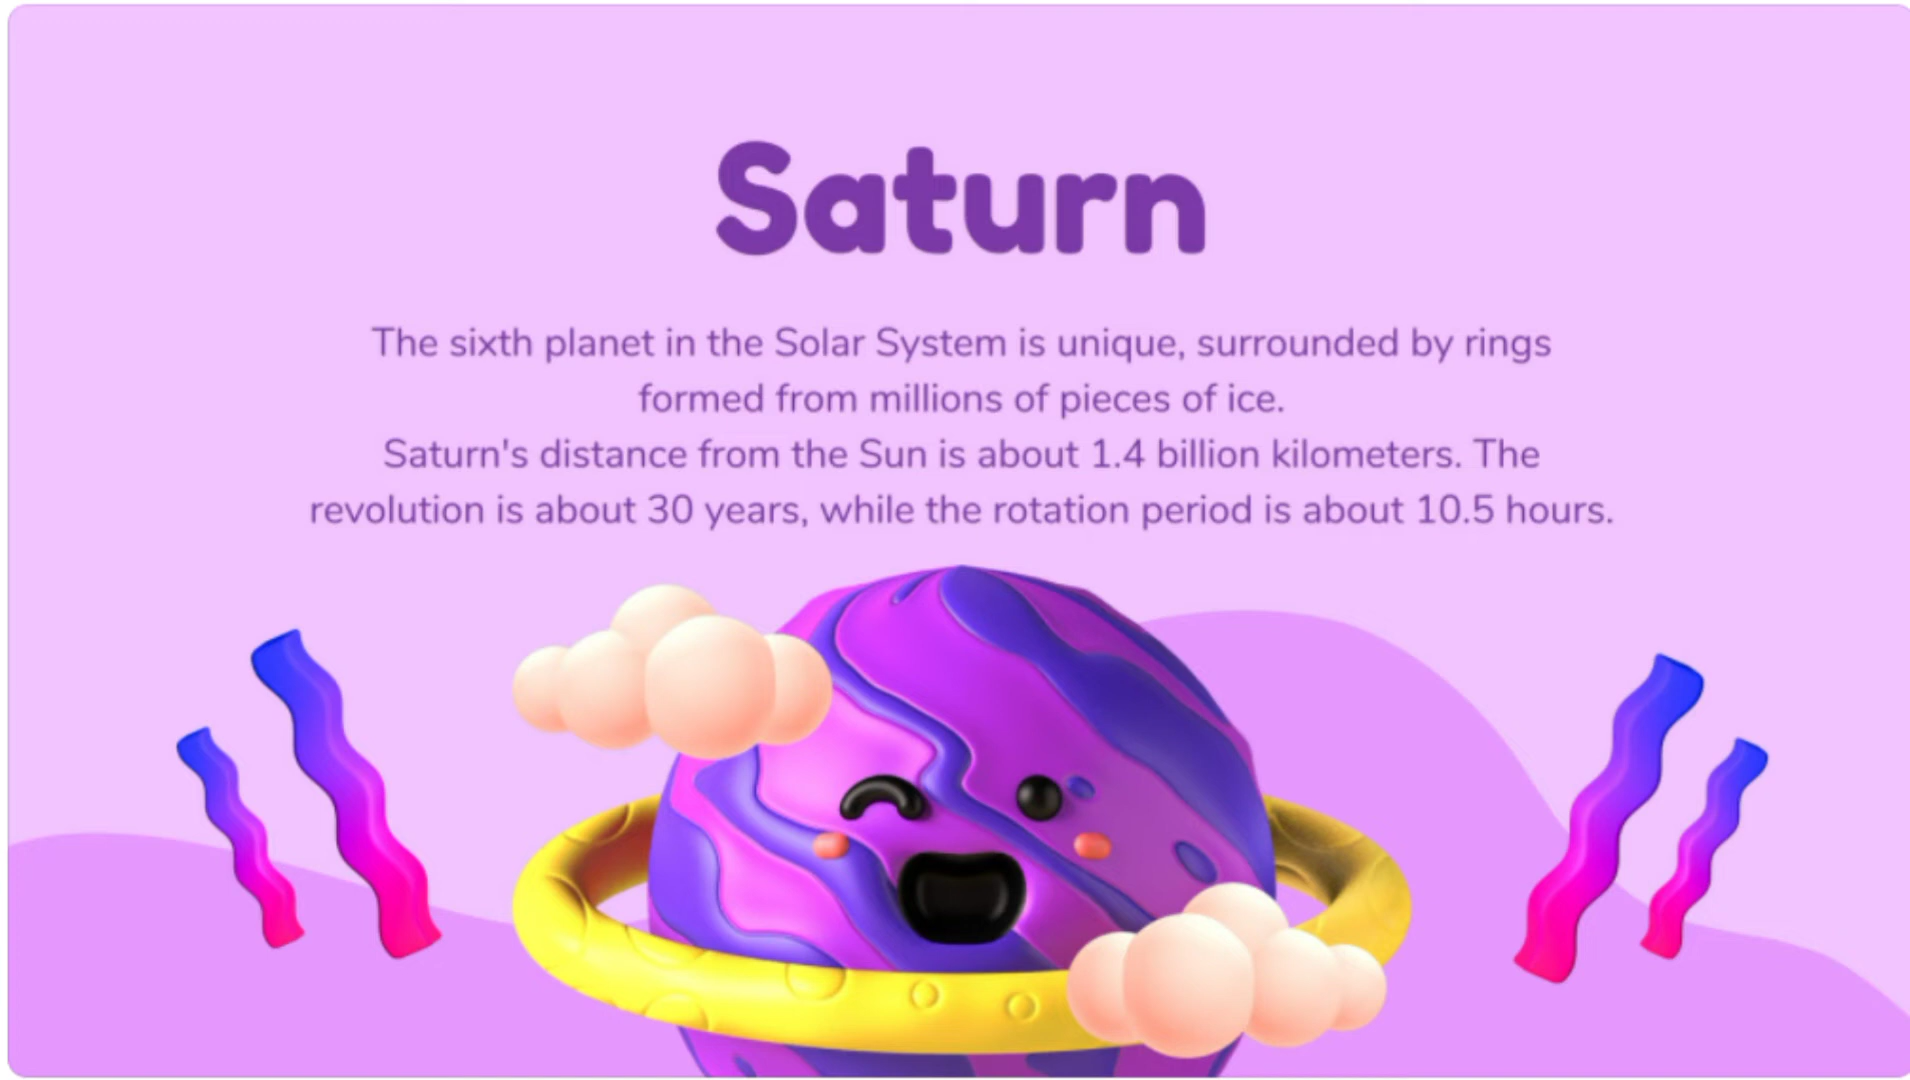 Saturn
The sixth planet in the Solar System is unique, surrounded by rings
formed from millions of pieces of ice.
Saturn's distance from the Sun is about 1.4 billion kilometers. The
revolution is about 30 years, while the rotation period is about 10.5 hours.